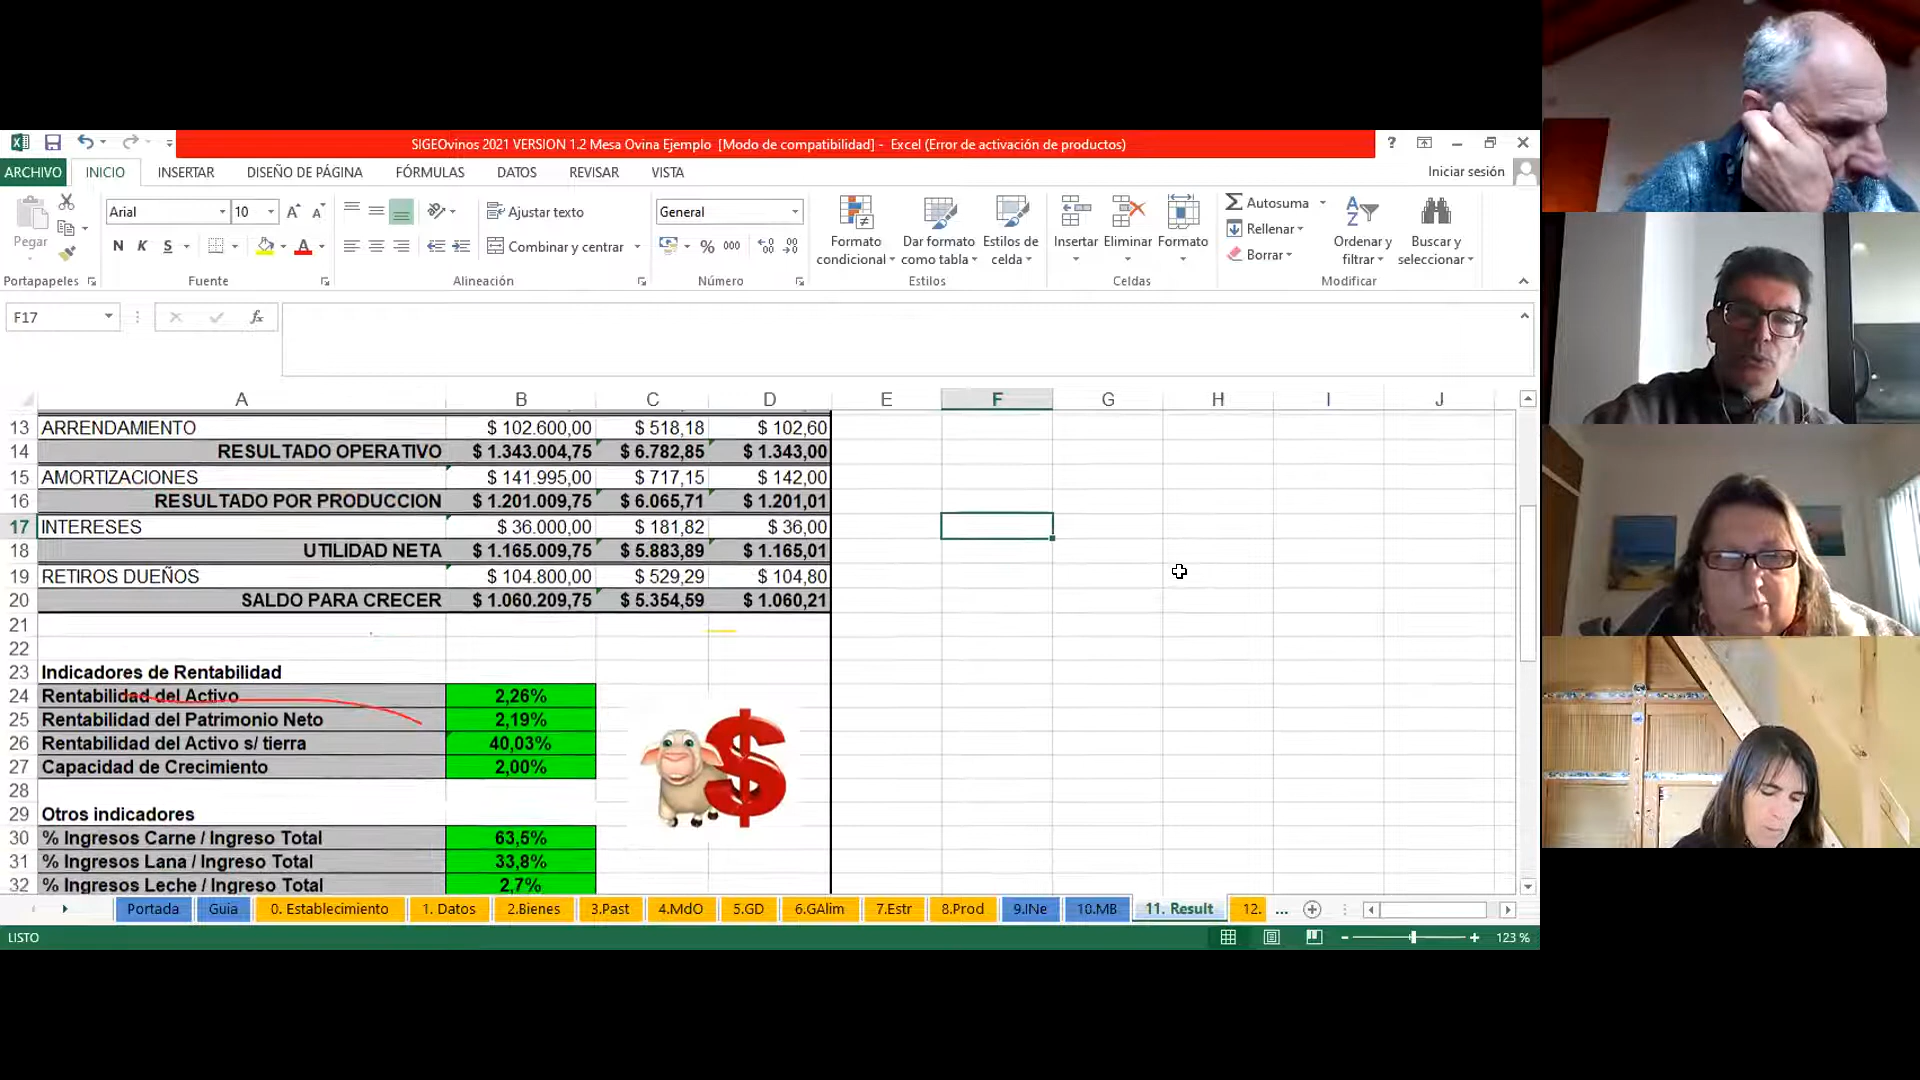 SIGEOvinos 2021 VERSION 1.2 Mesa Ovina Ejemplo [Modo de compatibilidad] - Excel (Error de activación de productos)
ARCHIVO INICIO INSERTAR DISEÑO DE PÁGINA FÓRMULAS DATOS REVISAR VISTA Iniciar sesión
Pegar
Arial 10
N K S
Ajustar texto
Combinar y centrar
General
% 000
Formato condicional
Dar formato como tabla
Estilos de celda
Insertar Eliminar Formato
Autosuma
Rellenar
Borrar
Ordenar y filtrar
Buscar y seleccionar
Portapapeles Fuente Alineación Número Estilos Celdas Modificar
F17 fx
A B C D E F G H I J
13 ARRENDAMIENTO $ 102.600,00 $ 518,18 $ 102,60
14 RESULTADO OPERATIVO $ 1.343.004,75 $ 6.782,85 $ 1.343,00
15 AMORTIZACIONES $ 141.995,00 $ 717,15 $ 142,00
16 RESULTADO POR PRODUCCION $ 1.201.009,75 $ 6.065,71 $ 1.201,01
17 INTERESES $ 36.000,00 $ 181,82 $ 36,00
18 UTILIDAD NETA $ 1.165.009,75 $ 5.883,89 $ 1.165,01
19 RETIROS DUEÑOS $ 104.800,00 $ 529,29 $ 104,80
20 SALDO PARA CRECER $ 1.060.209,75 $ 5.354,59 $ 1.060,21
21
22
23 Indicadores de Rentabilidad
24 Rentabilidad del Activo 2,26%
25 Rentabilidad del Patrimonio Neto 2,19%
26 Rentabilidad del Activo s/ tierra 40,03%
27 Capacidad de Crecimiento 2,00%
28
29 Otros indicadores
30 % Ingresos Carne / Ingreso Total 63,5%
31 % Ingresos Lana / Ingreso Total 33,8%
32 % Ingresos Leche / Ingreso Total 2,7%
Portada Guia 0. Establecimiento 1. Datos 2.Bienes 3.Past 4.MdO 5.GD 6.GAlim 7.Estr 8.Prod 9.INe 10.MB 11. Result 12. ...
LISTO 123 %